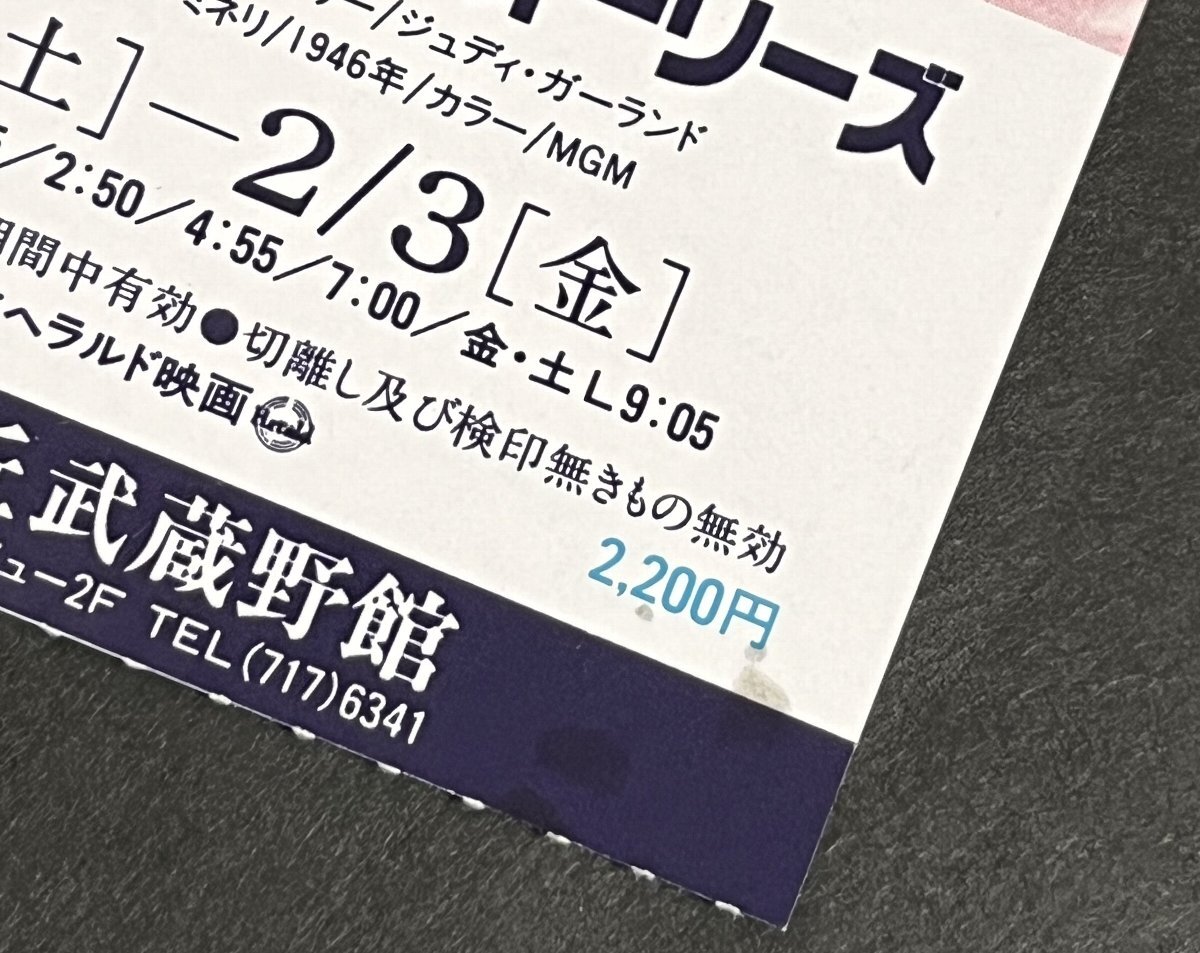 リーズ
ー/ジュディ・ガーランド
ミネリ/1946年/カラー/MGM
土]—2/3[金]
/2:50/4:55/7:00/金・土L9:05
期間中有効●切離し及び検印無きもの無効
ヘラルド映画
2,200円
武蔵野館
ュー2F TEL(717)6341